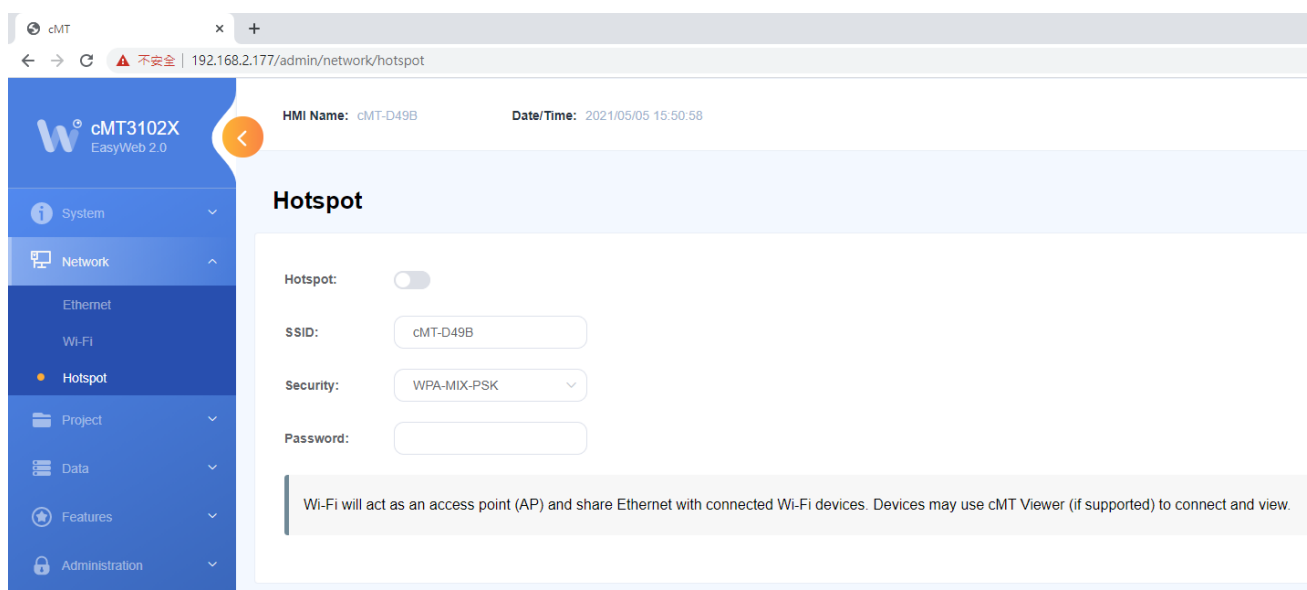 cMT
不安全 | 192.168.2.177/admin/network/hotspot
cMT3102X
EasyWeb 2.0
HMI Name: cMT-D49B Date/Time: 2021/05/05 15:50:58
System
Network
Ethernet
Wi-Fi
Hotspot
Project
Data
Features
Administration
Hotspot
Hotspot:
SSID: cMT-D49B
Security: WPA-MIX-PSK
Password:
Wi-Fi will act as an access point (AP) and share Ethernet with connected Wi-Fi devices. Devices may use cMT Viewer (if supported) to connect and view.